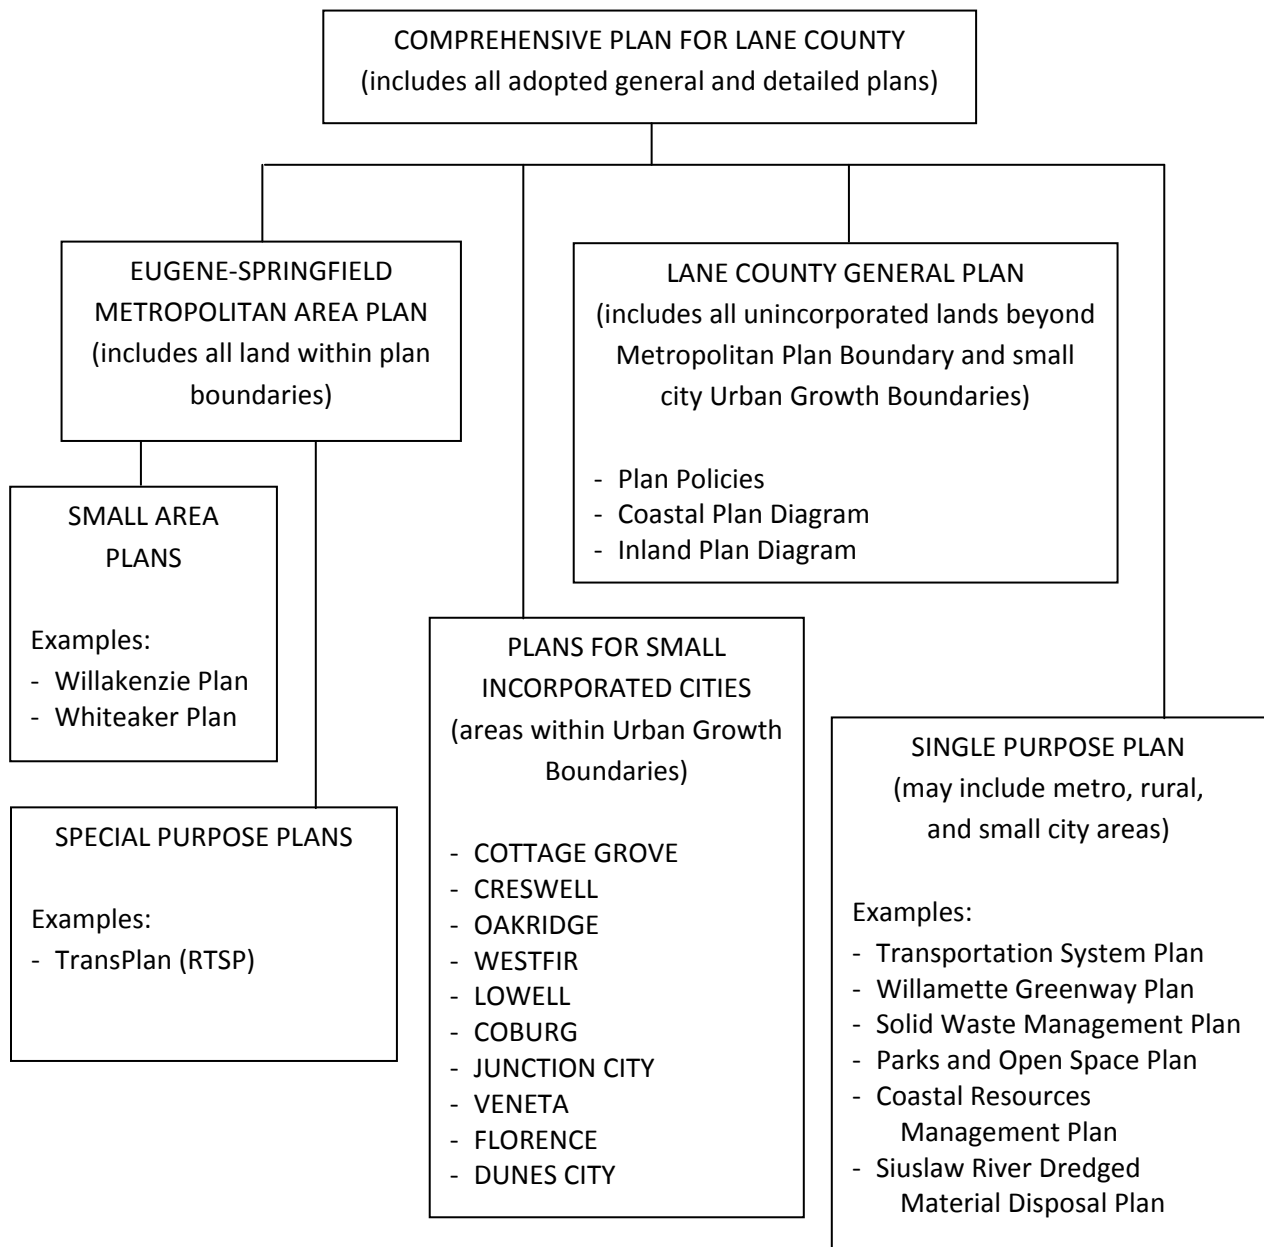 COMPREHENSIVE PLAN FOR LANE COUNTY
(includes all adopted general and detailed plans)
EUGENE-SPRINGFIELD
METROPOLITAN AREA PLAN
(includes all land within plan
boundaries)
LANE COUNTY GENERAL PLAN
(includes all unincorporated lands beyond
Metropolitan Plan Boundary and small
city Urban Growth Boundaries)
- Plan Policies
- Coastal Plan Diagram
- Inland Plan Diagram
SMALL AREA
PLANS
Examples:
- Willakenzie Plan
- Whiteaker Plan
SPECIAL PURPOSE PLANS
Examples:
- TransPlan (RTSP)
PLANS FOR SMALL
INCORPORATED CITIES
(areas within Urban Growth
Boundaries)
- COTTAGE GROVE
- CRESWELL
- OAKRIDGE
- WESTFIR
- LOWELL
- COBURG
- JUNCTION CITY
- VENETA
- FLORENCE
- DUNES CITY
SINGLE PURPOSE PLAN
(may include metro, rural,
and small city areas)
Examples:
- Transportation System Plan
- Willamette Greenway Plan
- Solid Waste Management Plan
- Parks and Open Space Plan
- Coastal Resources
Management Plan
- Siuslaw River Dredged
Material Disposal Plan